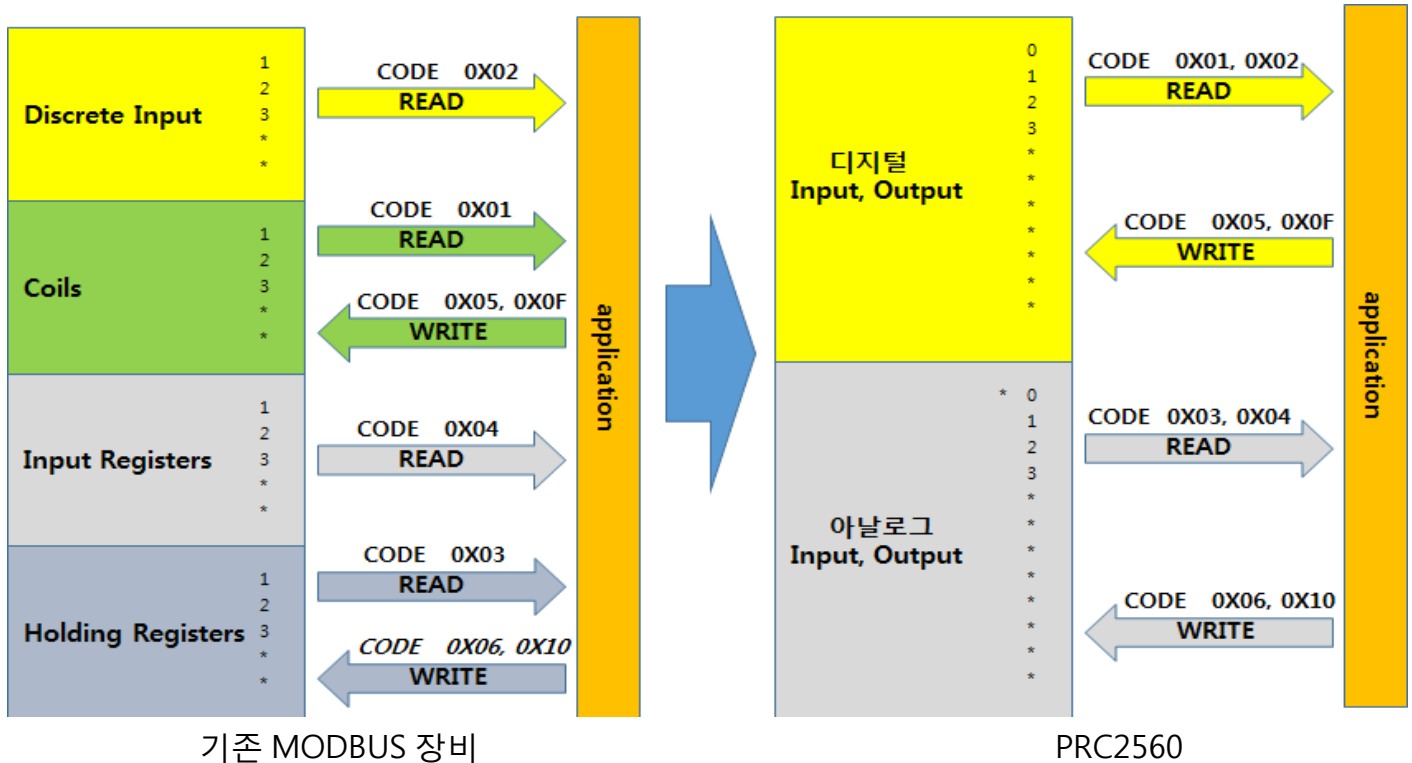 Discrete Input
1
2
3
*
*
CODE 0X02
READ
Coils
1
2
3
*
*
CODE 0X01
READ
CODE 0X05, 0X0F
WRITE
Input Registers
1
2
3
*
*
CODE 0X04
READ
Holding Registers
1
2
3
*
*
CODE 0X03
READ
CODE 0X06, 0X10
WRITE
application
기존 MODBUS 장비
디지털
Input, Output
0
1
2
3
*
*
*
*
*
*
*
CODE 0X01, 0X02
READ
CODE 0X05, 0X0F
WRITE
아날로그
Input, Output
* 0
1
2
3
*
*
*
*
*
*
*
*
CODE 0X03, 0X04
READ
CODE 0X06, 0X10
WRITE
application
PRC2560